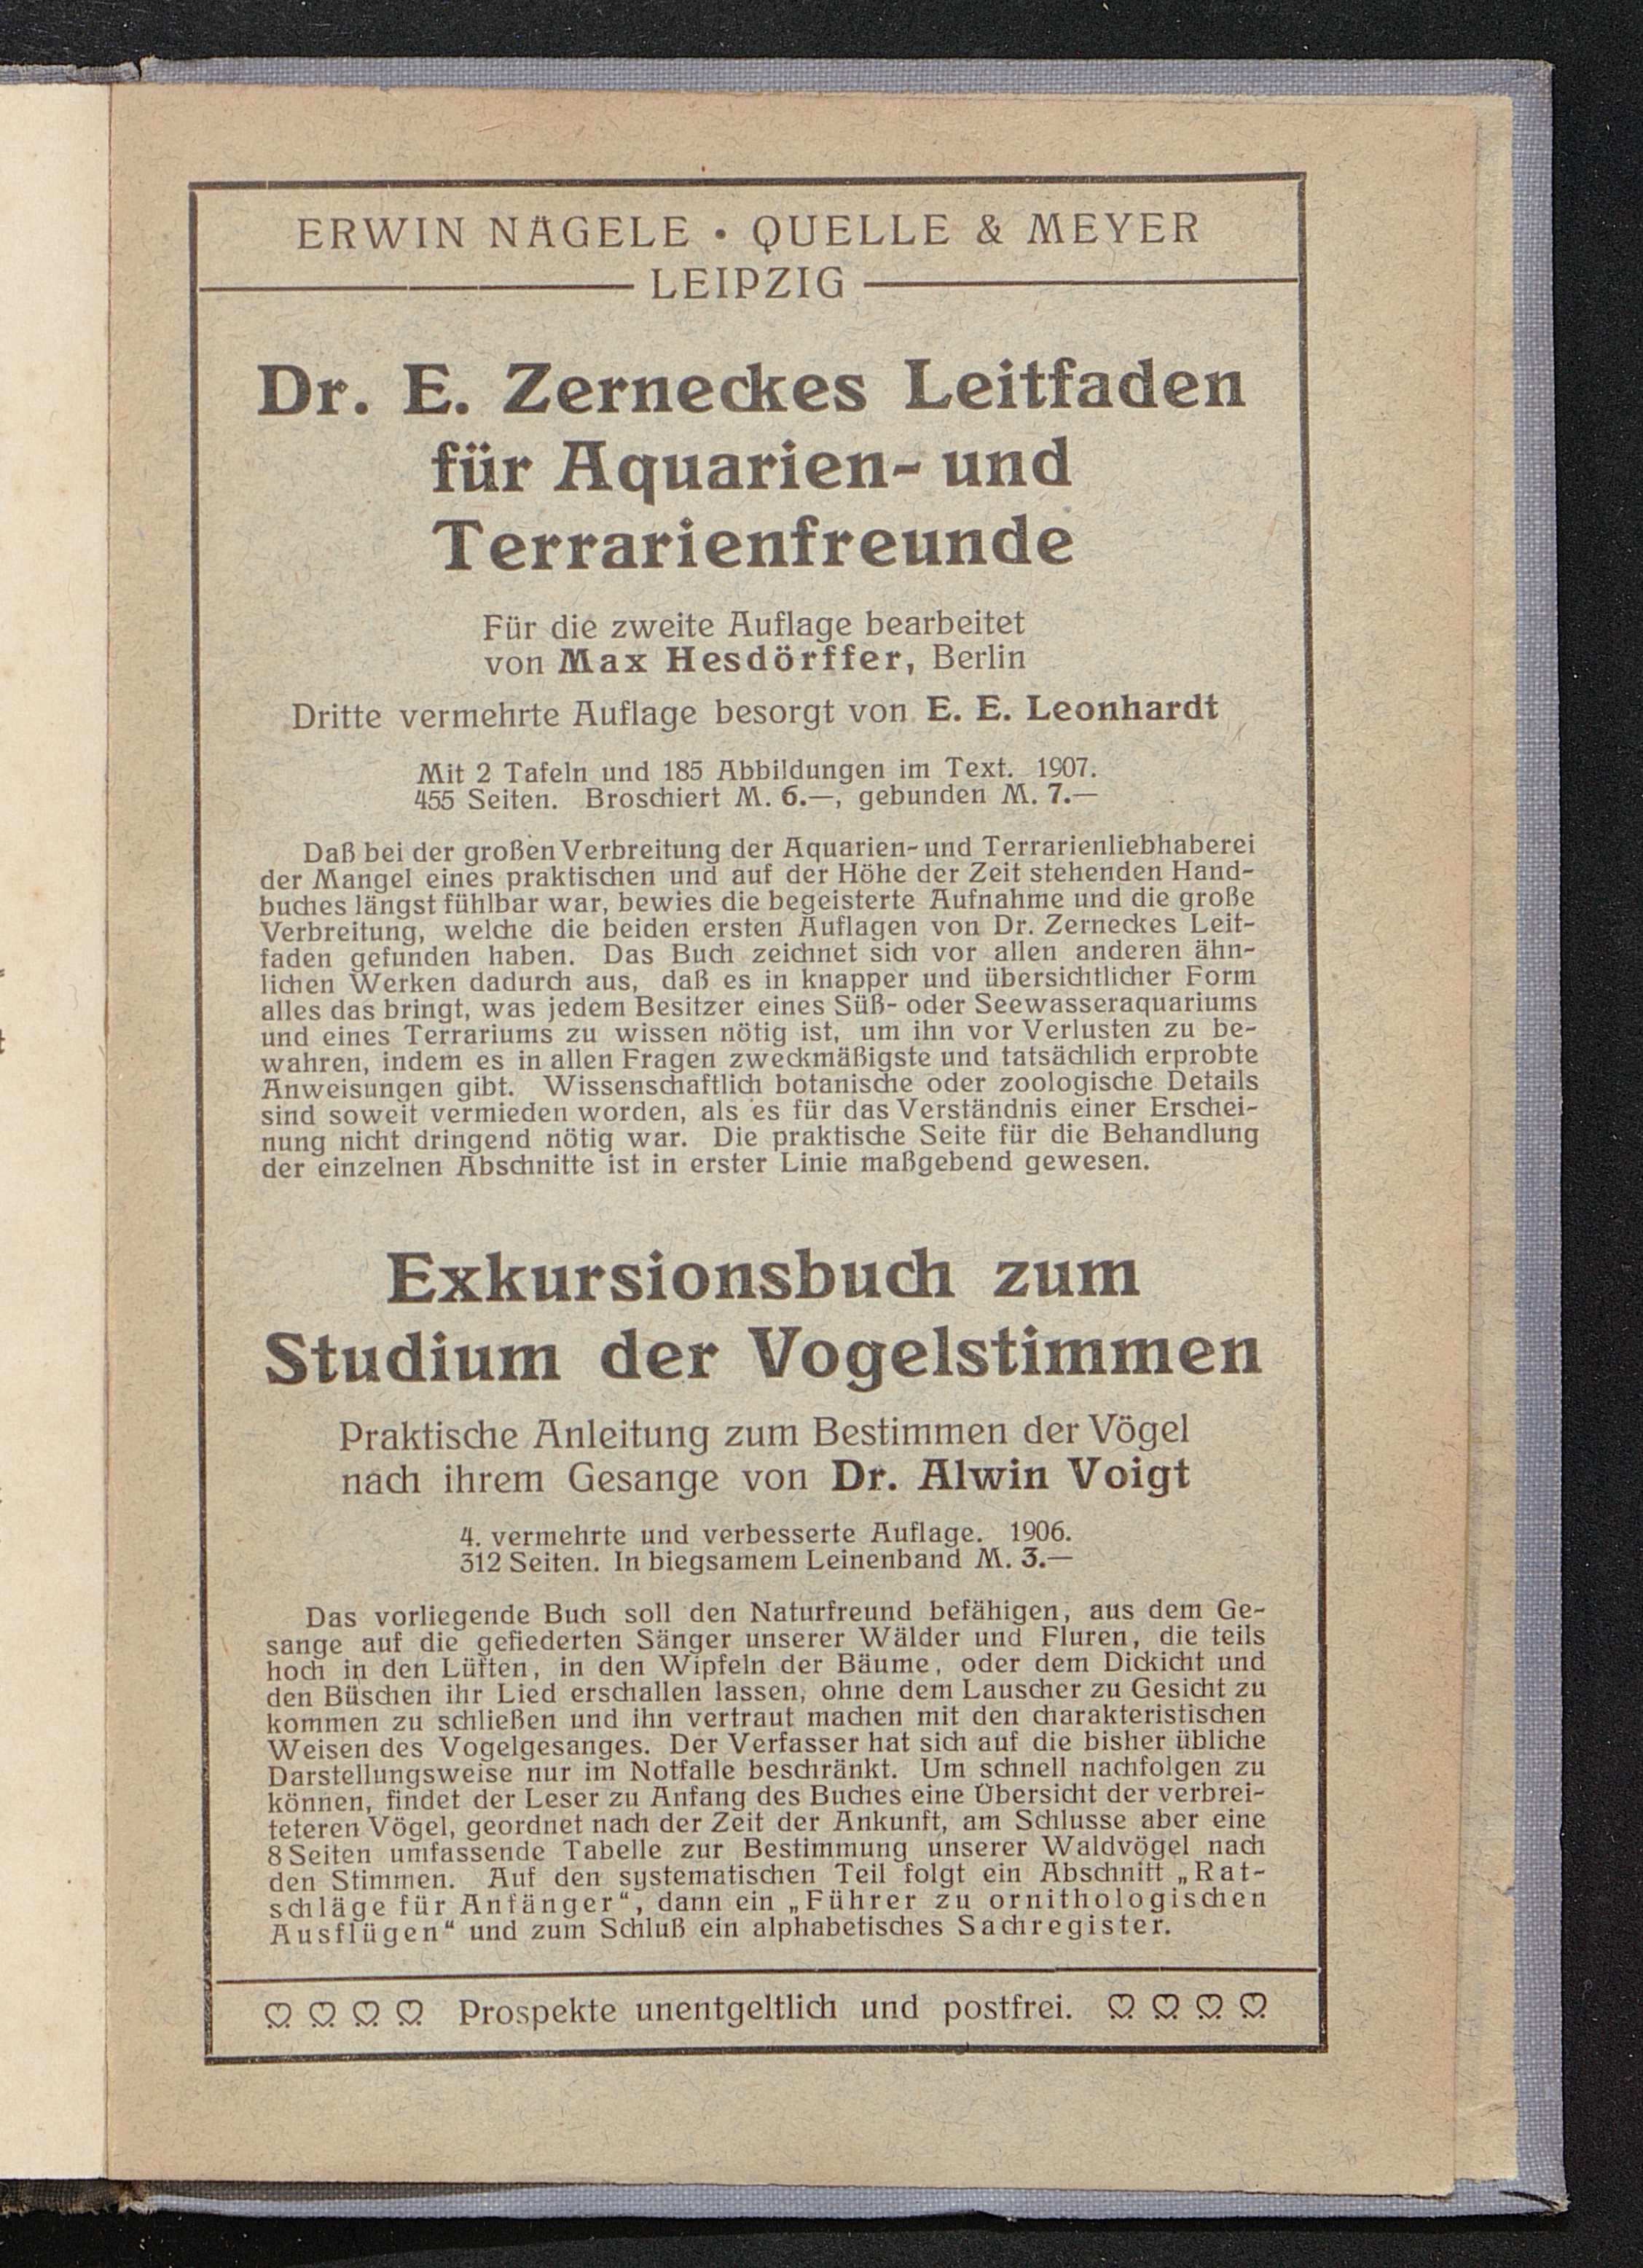 ERWIN NÄGELE • QUELLE & MEYER
LEIPZIG
Dr. E. Zerneckes Leitfaden
für Aquarien- und
Terrarienfreunde
Für die zweite Auflage bearbeitet
von Max Hesdörffer, Berlin
Dritte vermehrte Auflage besorgt von E. E. Leonhardt
Mit 2 Tafeln und 185 Abbildungen im Text. 1907.
455 Seiten. Broschiert M. 6.—, gebunden M. 7.—
Daß bei der großen Verbreitung der Aquarien- und Terrarienliebhaberei
der Mangel eines praktischen und auf der Höhe der Zeit stehenden Hand-
buches längst fühlbar war, bewies die begeisterte Aufnahme und die große
Verbreitung, welche die beiden ersten Auflagen von Dr. Zerneckes Leit-
faden gefunden haben. Das Buch zeichnet sich vor allen anderen ähn-
lichen Werken dadurch aus, daß es in knapper und übersichtlicher Form
alles das bringt, was jedem Besitzer eines Süß- oder Seewasseraquariums
und eines Terrariums zu wissen nötig ist, um ihn vor Verlusten zu be-
wahren, indem es in allen Fragen zweckmäßigste und tatsächlich erprobte
Anweisungen gibt. Wissenschaftlich botanische oder zoologische Details
sind soweit vermieden worden, als es für das Verständnis einer Erschei-
nung nicht dringend nötig war. Die praktische Seite für die Behandlung
der einzelnen Abschnitte ist in erster Linie maßgebend gewesen.
Exkursionsbuch zum
Studium der Vogelstimmen
Praktische Anleitung zum Bestimmen der Vögel
nach ihrem Gesange von Dr. Alwin Voigt
4. vermehrte und verbesserte Auflage. 1906.
312 Seiten. In biegsamem Leinenband M. 3.—
Das vorliegende Buch soll den Naturfreund befähigen, aus dem Ge-
sange auf die gefiederten Sänger unserer Wälder und Fluren, die teils
hoch in den Lüften, in den Wipfeln der Bäume, oder dem Dickicht und
den Büschen ihr Lied erschallen lassen, ohne dem Lauscher zu Gesicht zu
kommen zu schließen und ihn vertraut machen mit den charakteristischen
Weisen des Vogelgesanges. Der Verfasser hat sich auf die bisher übliche
Darstellungsweise nur im Notfalle beschränkt. Um schnell nachfolgen zu
können, findet der Leser zu Anfang des Buches eine Übersicht der verbrei-
teteren Vögel, geordnet nach der Zeit der Ankunft, am Schlusse aber eine
8 Seiten umfassende Tabelle zur Bestimmung unserer Waldvögel nach
den Stimmen. Auf den systematischen Teil folgt ein Abschnitt „Rat-
schläge für Anfänger“, dann ein „Führer zu ornithologischen
Ausflügen“ und zum Schluß ein alphabetisches Sachregister.
Prospekte unentgeltlich und postfrei.